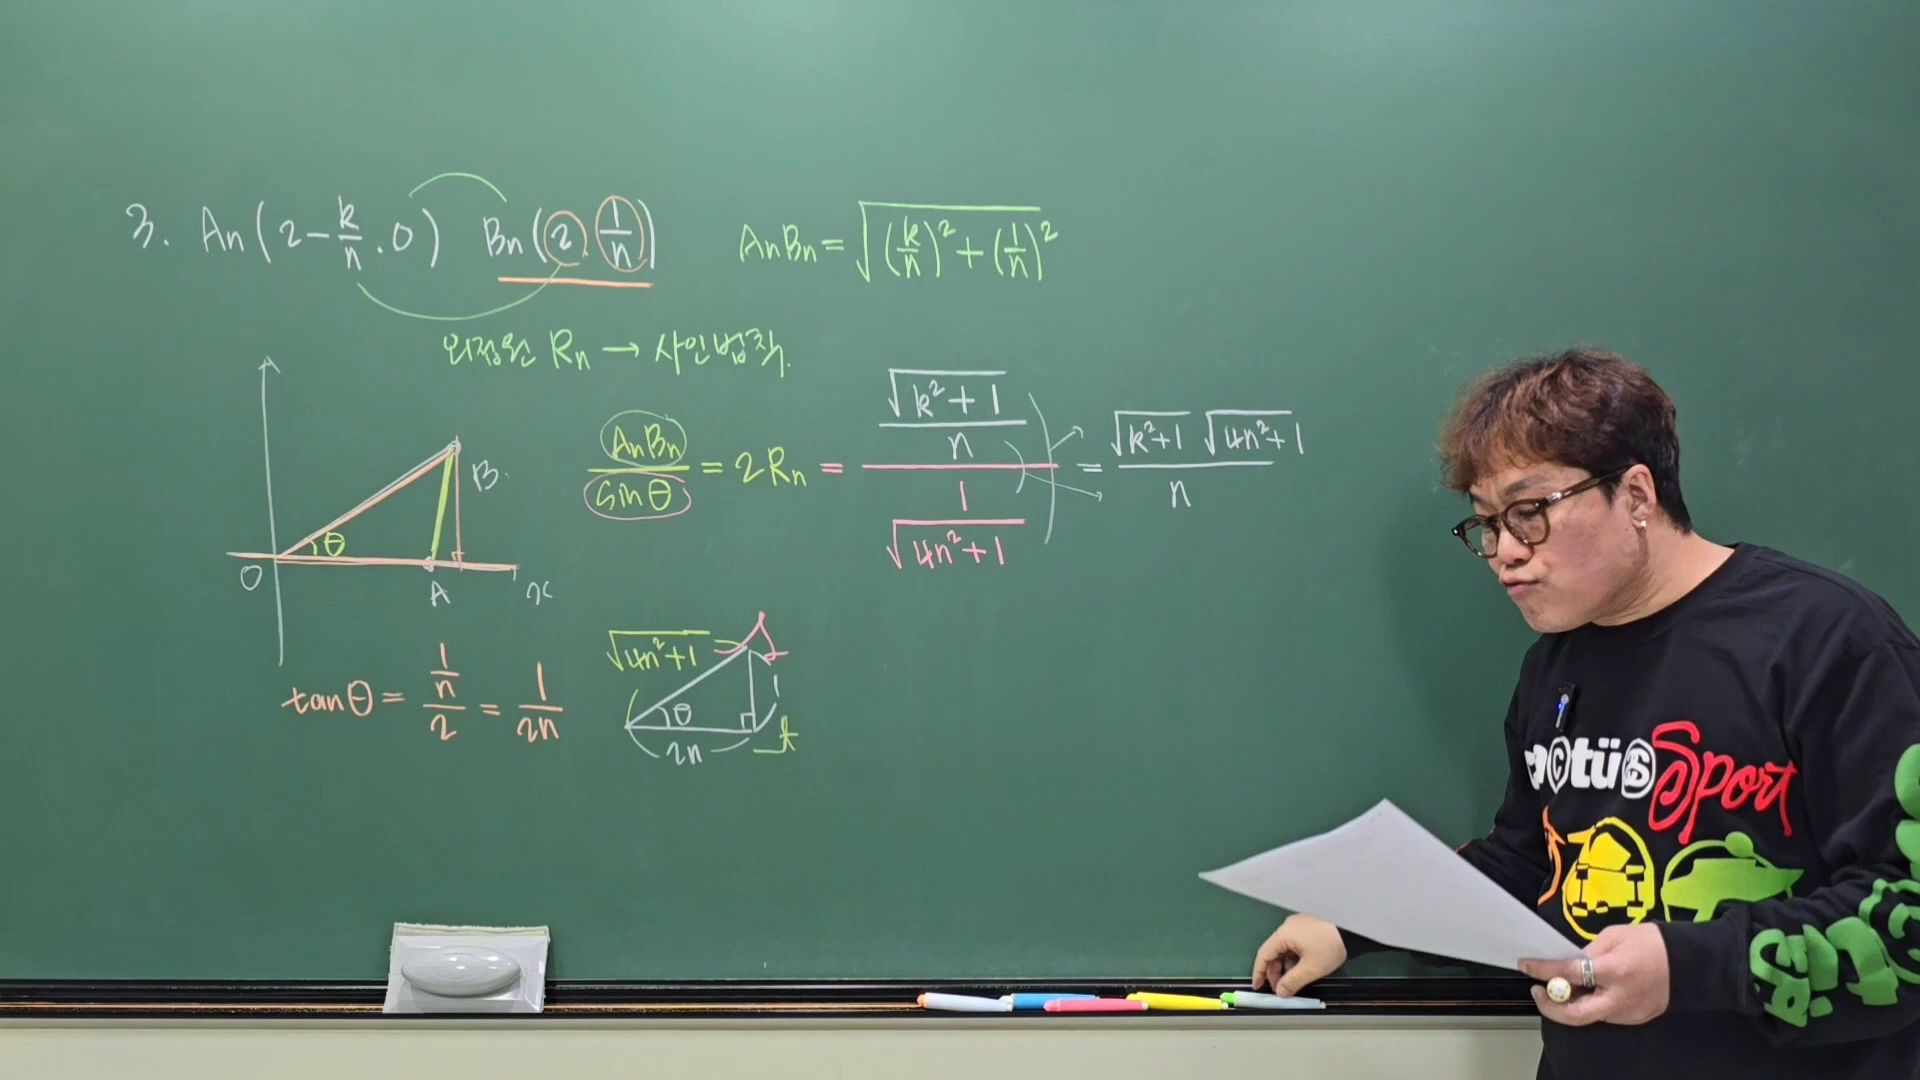 3. An(2-k/n.0) Bn(2.1/n) AnBn=√((k/n)²+(1/n)²)
외접원 Rn → 사인법칙.
AnBn/sinθ = 2Rn = (√(k²+1)/n)/(1/√(4n²+1)) = √(k²+1) √(4n²+1)/n
B.
θ
O A x
tanθ = (1/n)/2 = 1/2n
√(4n²+1)
θ 1
2n
ctüs Sport